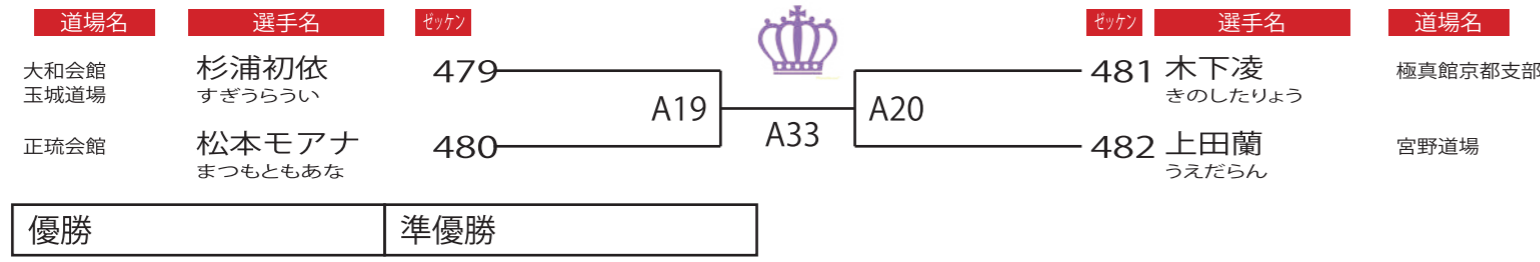 道場名 選手名 ゼッケン ゼッケン 選手名 道場名
大和会館 玉城道場 杉浦初依 479 481 木下凌 極真館京都支部
すぎうらうい きのしたりょう
A19 A33 A20
正琉会館 松本モアナ 480 482 上田蘭 宮野道場
まつもともあな うえだらん
優勝 準優勝